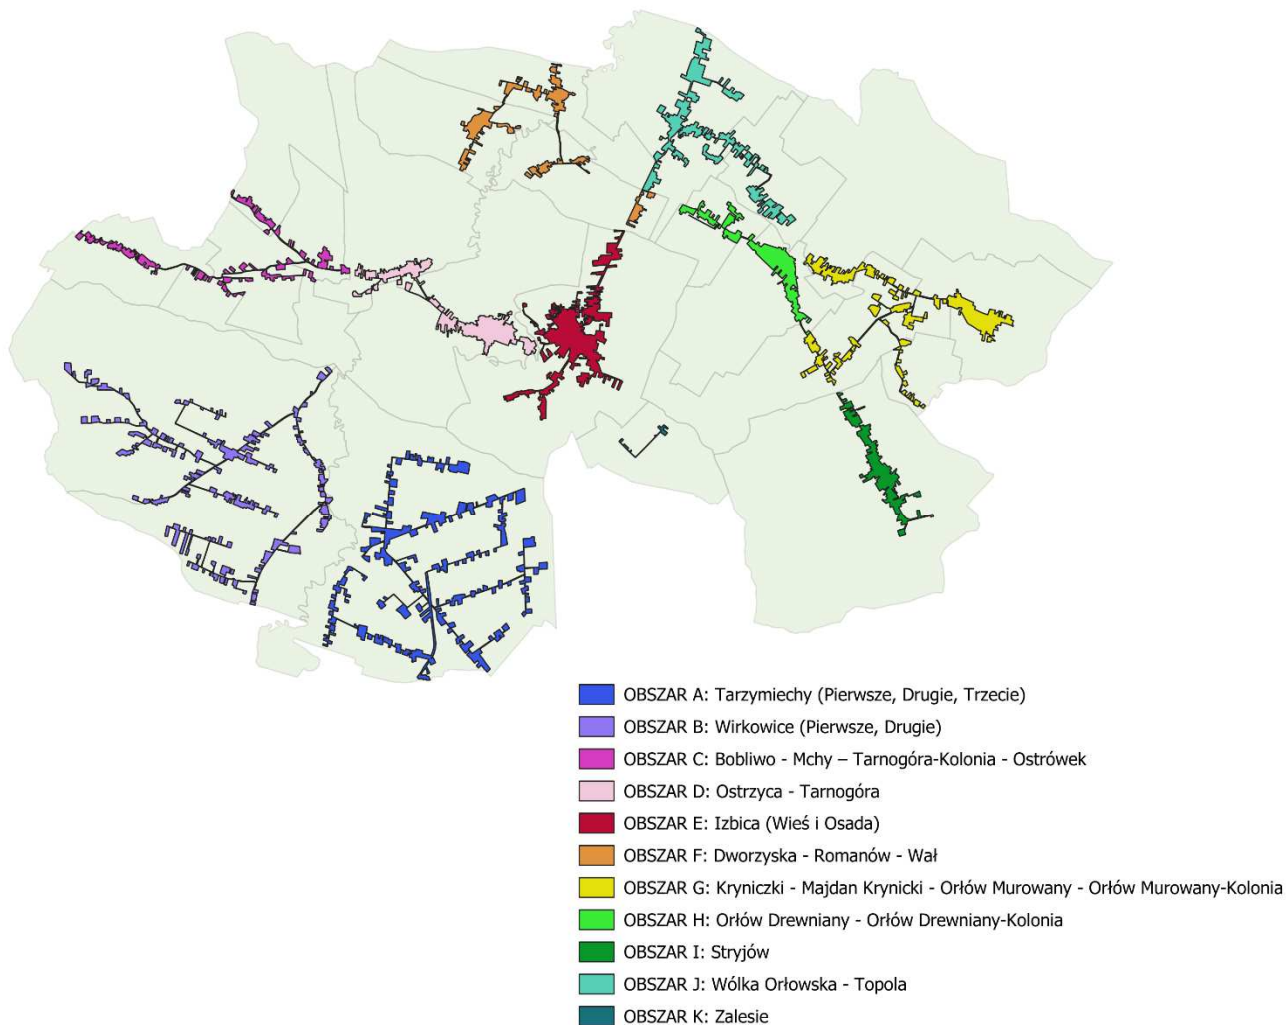 OBSZAR A: Tarzymiechy (Pierwsze, Drugie, Trzecie)
OBSZAR B: Wirkowice (Pierwsze, Drugie)
OBSZAR C: Bobliwo - Mchy – Tarnogóra-Kolonia - Ostrówek
OBSZAR D: Ostrzyca - Tarnogóra
OBSZAR E: Izbica (Wieś i Osada)
OBSZAR F: Dworzyska - Romanów - Wał
OBSZAR G: Kryniczki - Majdan Krynicki - Orłów Murowany - Orłów Murowany-Kolonia
OBSZAR H: Orłów Drewniany - Orłów Drewniany-Kolonia
OBSZAR I: Stryjów
OBSZAR J: Wólka Orłowska - Topola
OBSZAR K: Zalesie